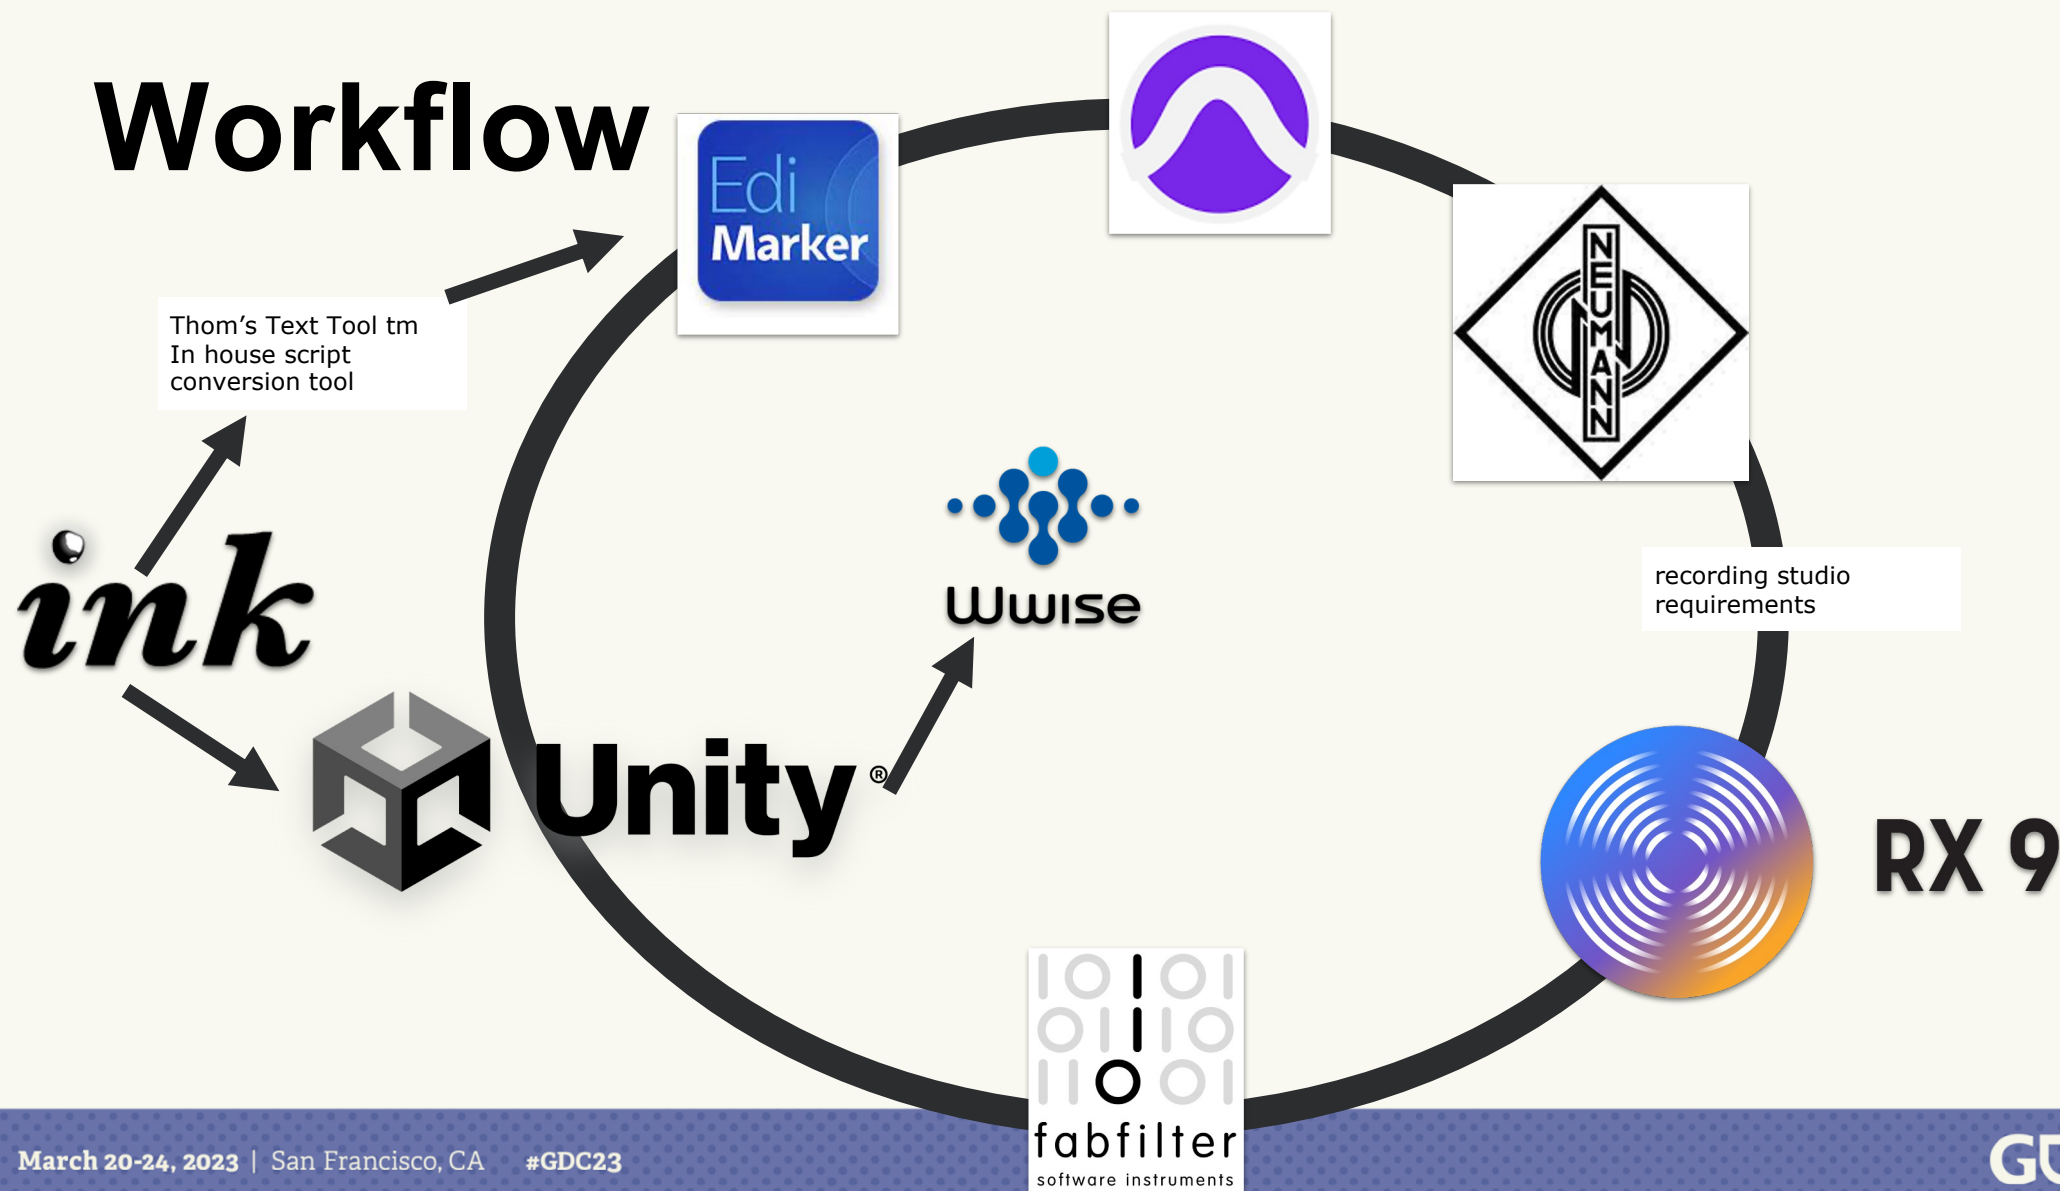 Workflow
Edi
Marker
NEUMANN
Thom's Text Tool tm
In house script
conversion tool
ink
Wwise
recording studio
requirements
Unity®
RX 9
fabfilter
software instruments
March 20-24, 2023 | San Francisco, CA #GDC23